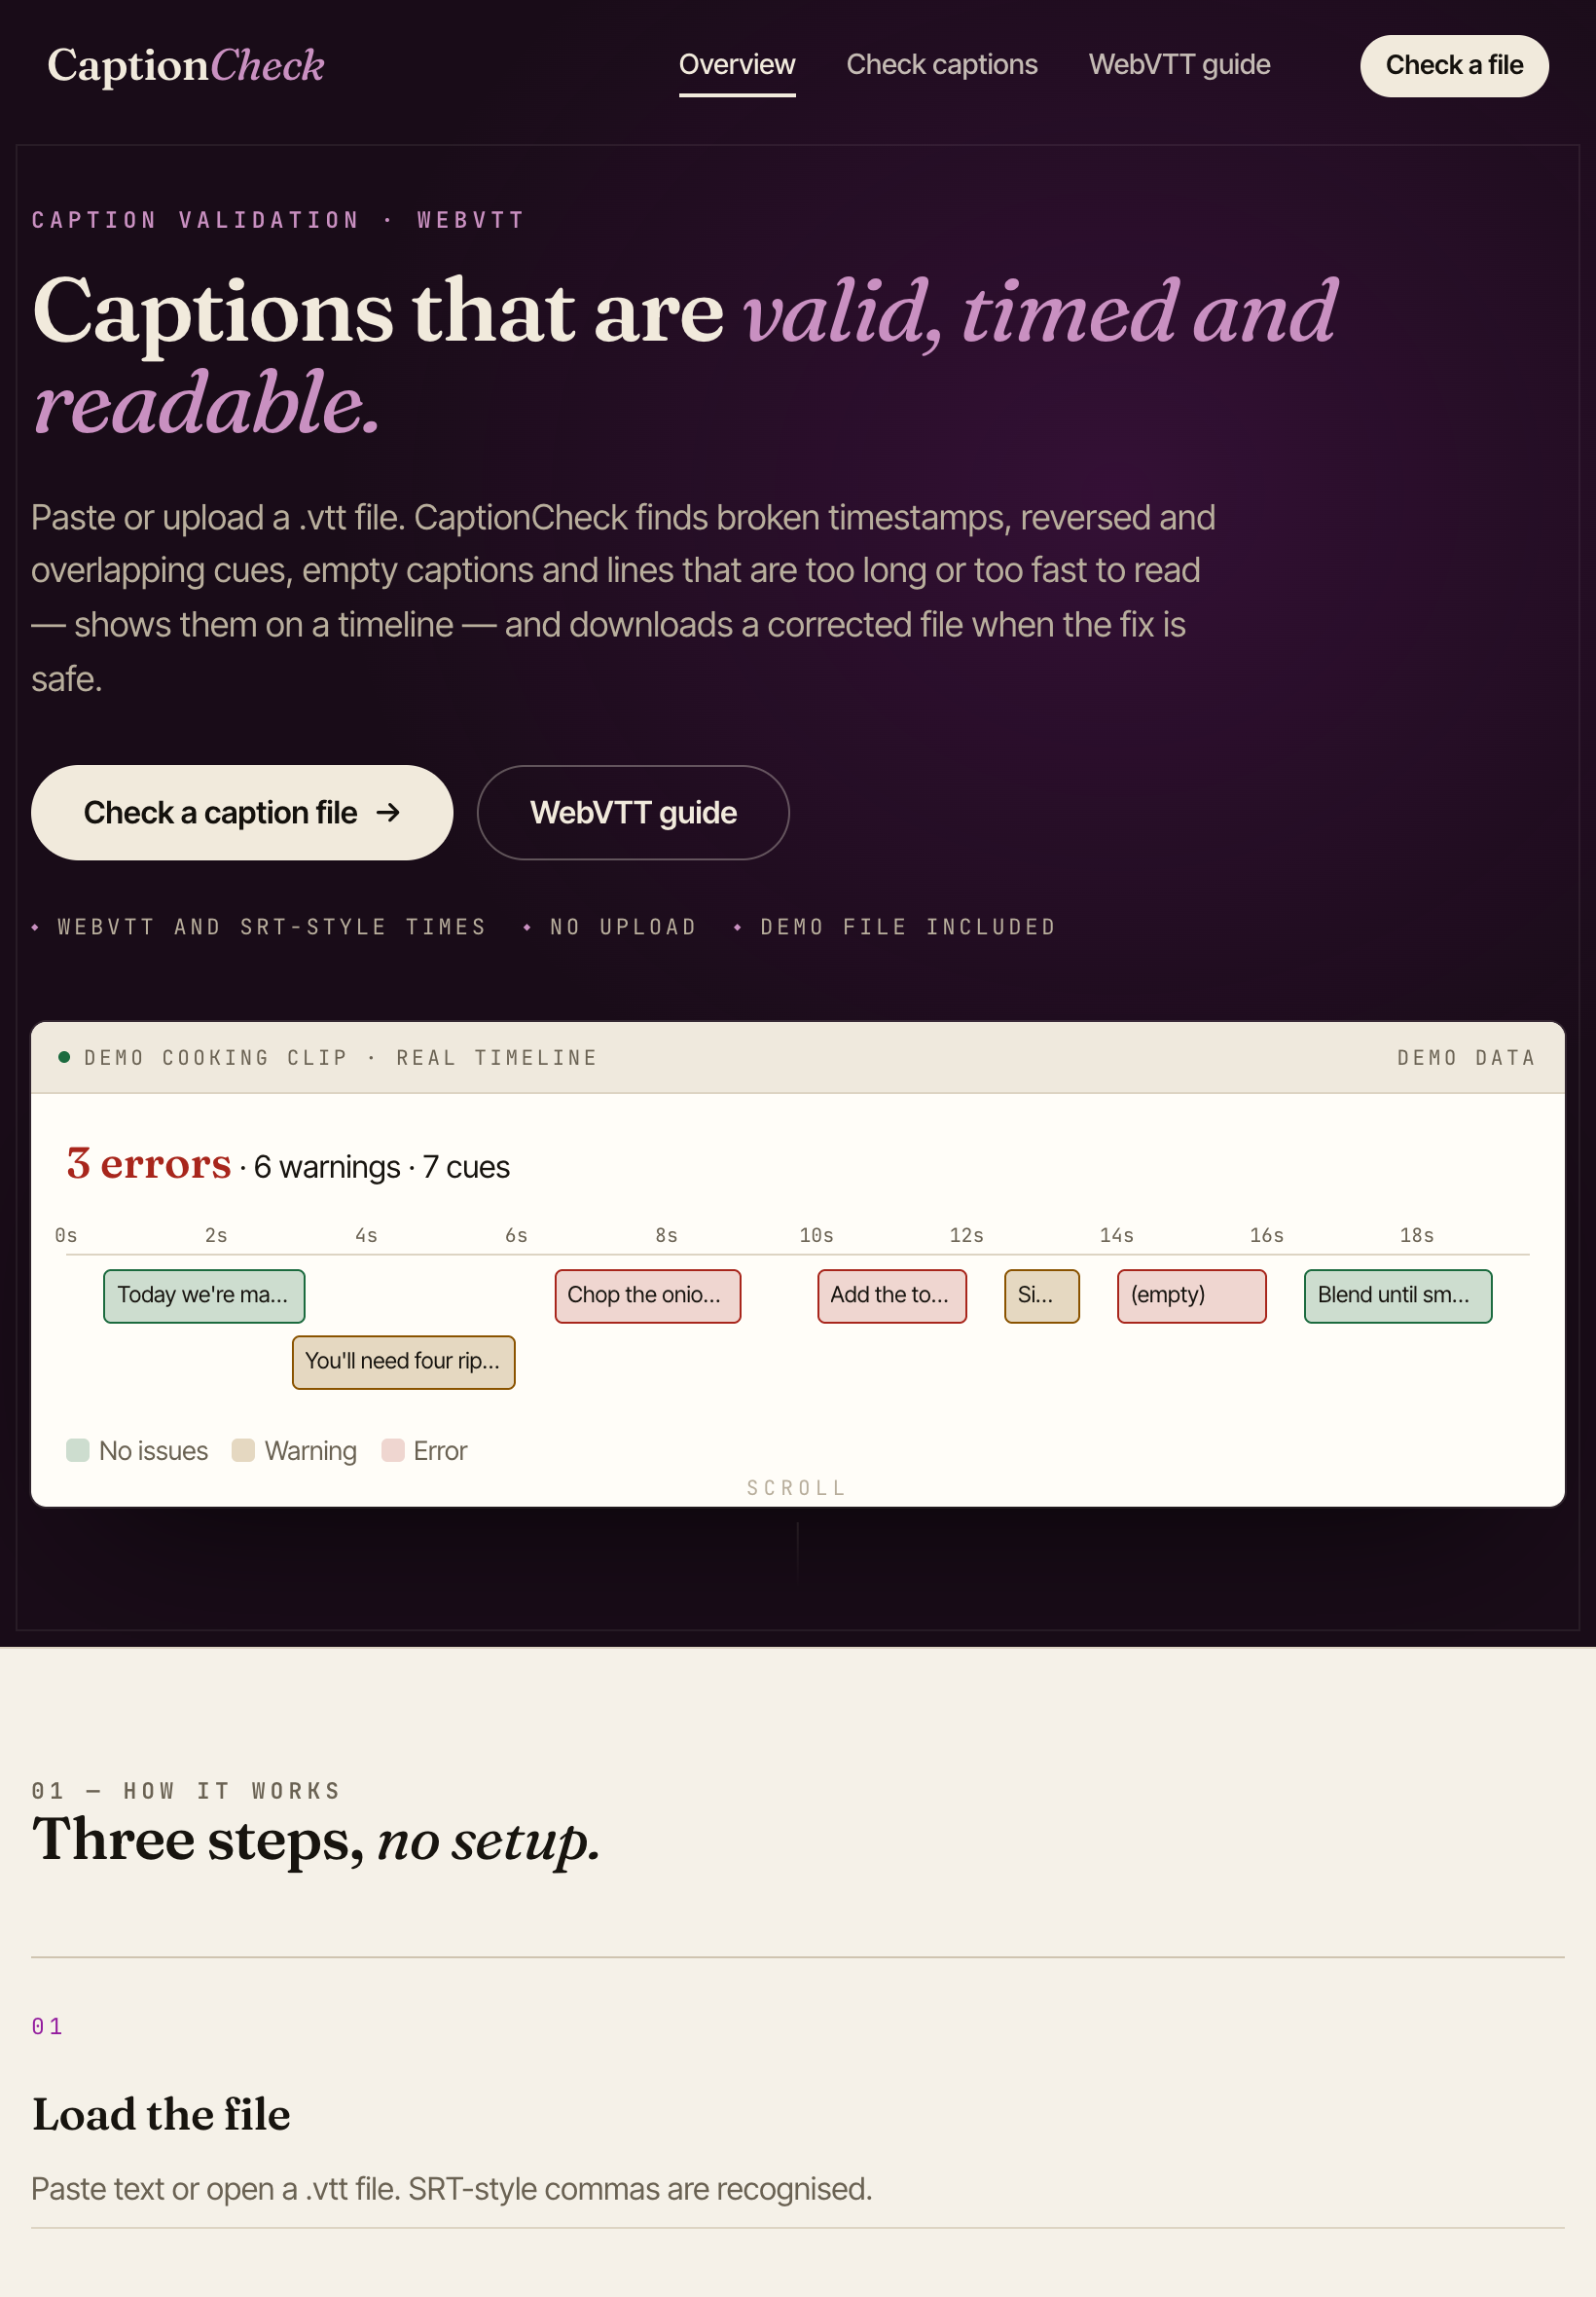 CaptionCheck
Overview
Check captions
WebVTT guide
Check a file
CAPTION VALIDATION · WEBVTT
Captions that are valid, timed and
readable.
Paste or upload a .vtt file. CaptionCheck finds broken timestamps, reversed and
overlapping cues, empty captions and lines that are too long or too fast to read
— shows them on a timeline — and downloads a corrected file when the fix is
safe.
Check a caption file →
WebVTT guide
WEBVTT AND SRT-STYLE TIMES
NO UPLOAD
DEMO FILE INCLUDED
DEMO COOKING CLIP · REAL TIMELINE
DEMO DATA
3 errors · 6 warnings · 7 cues
0s 2s 4s 6s 8s 10s 12s 14s 16s 18s
Today we're ma...
Chop the onio...
Add the to...
Si...
(empty)
Blend until sm...
You'll need four rip...
No issues
Warning
Error
SCROLL
01 — HOW IT WORKS
Three steps, no setup.
01
Load the file
Paste text or open a .vtt file. SRT-style commas are recognised.